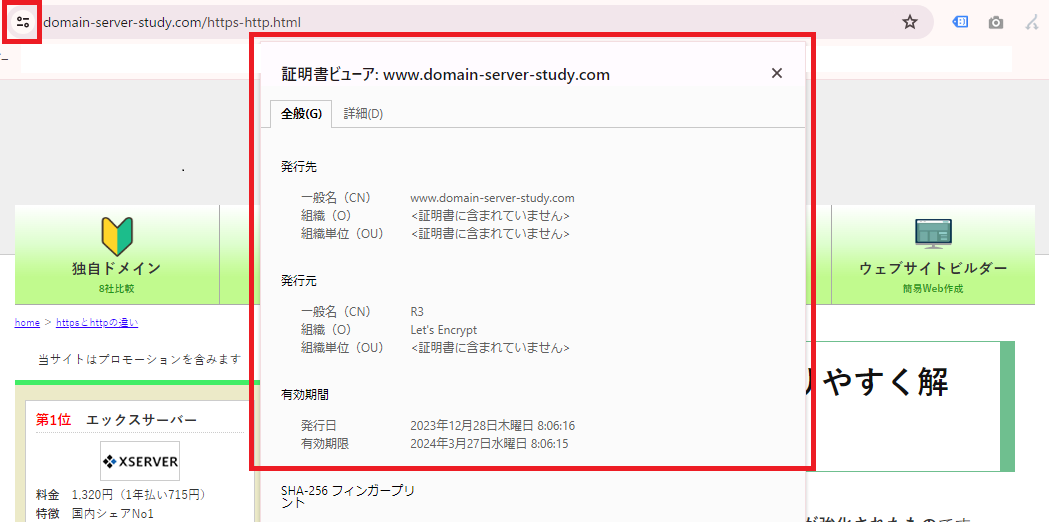 domain-server-study.com/https-http.html
証明書ビューア: www.domain-server-study.com
全般(G) 詳細(D)
発行先
一般名（CN） www.domain-server-study.com
組織（O） <証明書に含まれていません>
組織単位（OU） <証明書に含まれていません>
発行元
一般名（CN） R3
組織（O） Let's Encrypt
組織単位（OU） <証明書に含まれていません>
有効期間
発行日 2023年12月28日木曜日 8:06:16
有効期限 2024年3月27日水曜日 8:06:15
SHA-256 フィンガープリ
ント
独自ドメイン
8社比較
ウェブサイトビルダー
簡易Web作成
home > httpsとhttpの違い
当サイトはプロモーションを含みます
りやすく解
第1位 エックスサーバー
XSERVER
料金 1,320円（1年払い715円）
特徴 国内シェアNo1
が強化されたものです